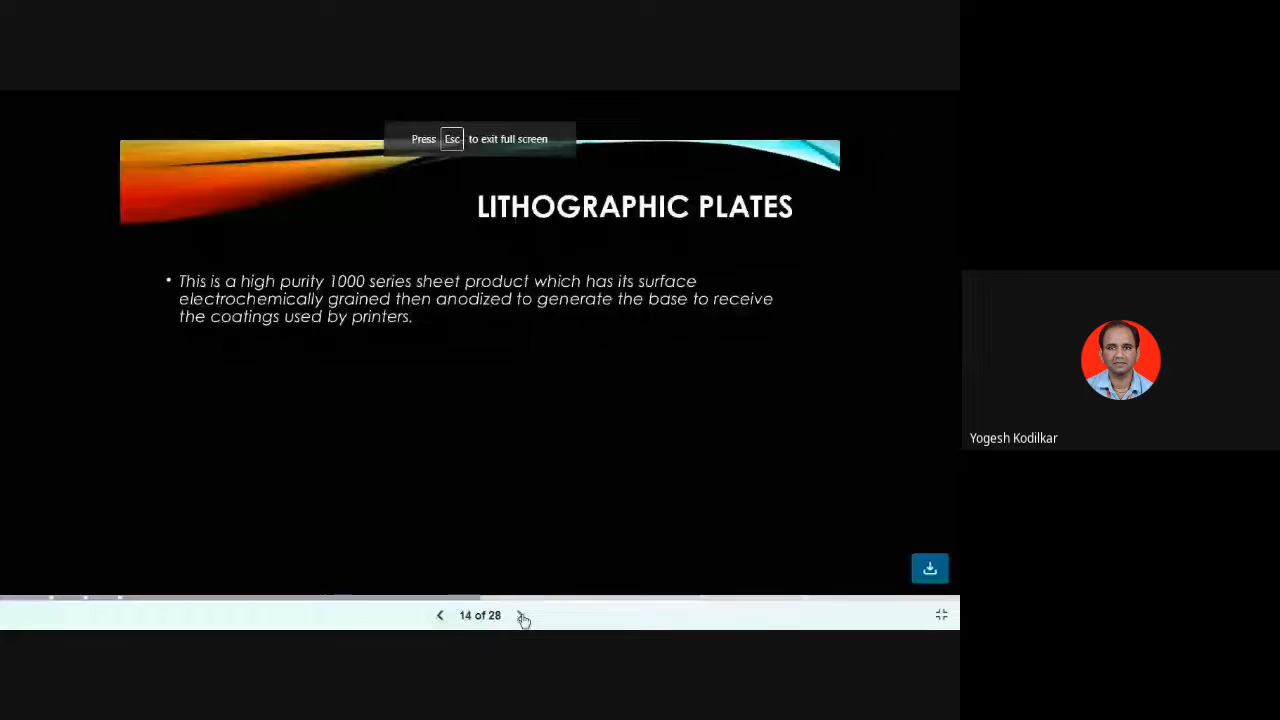 Press Esc to exit full screen
LITHOGRAPHIC PLATES
• This is a high purity 1000 series sheet product which has its surface
electrochemically grained then anodized to generate the base to receive
the coatings used by printers.
Yogesh Kodilkar
14 of 28